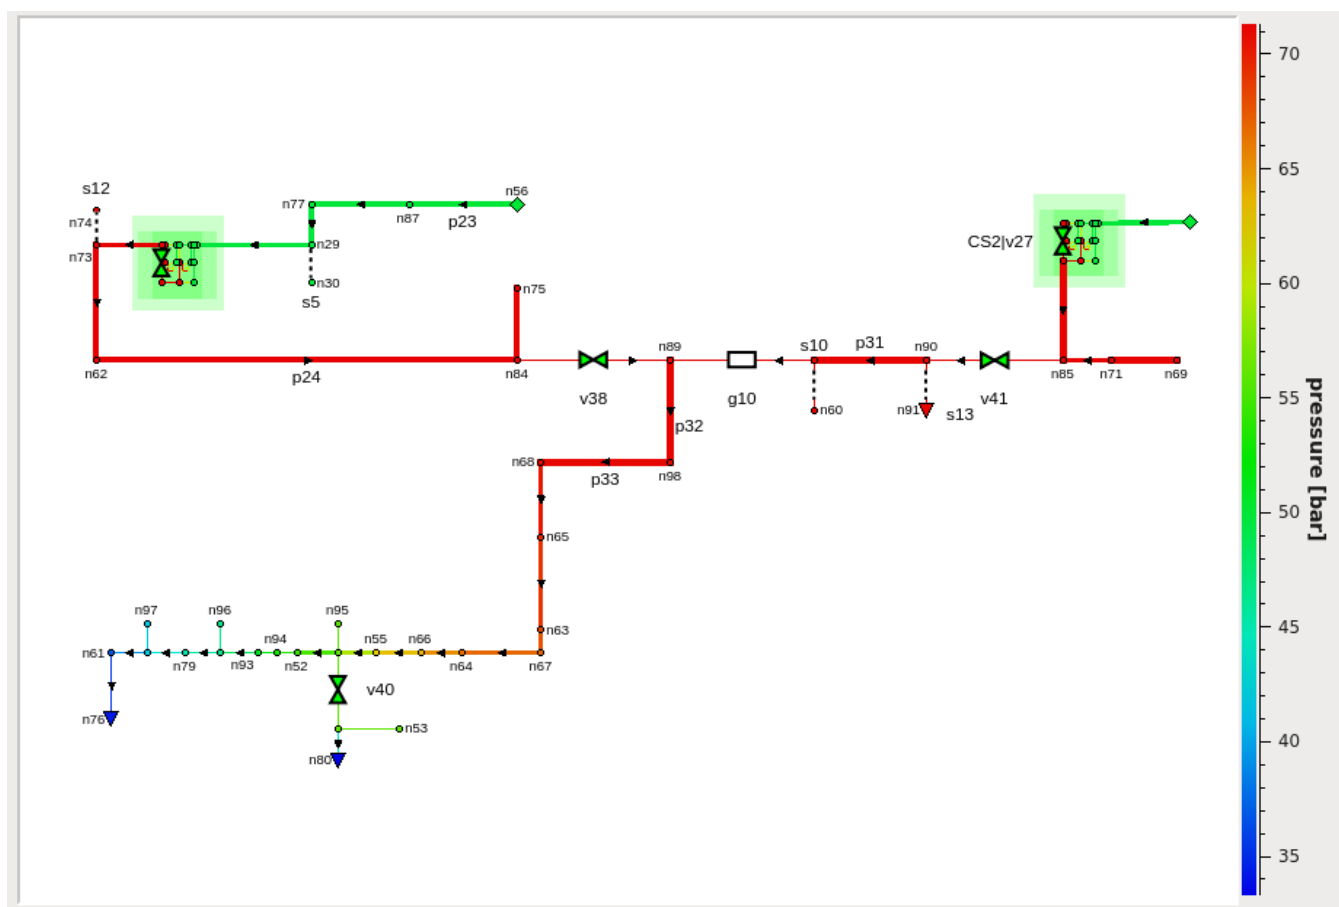 70
s12
n56
n77
n74
n87
p23
65
n29
CS2|v27
n73
n30
60
n75
s5
n89
s10
p31
n90
n62
p24
n84
n85
n71
n69
v38
g10
v41
55
n60
n91
s13
p32
n68
n98
p33
50
pressure [bar]
n65
45
n97
n96
n95
n63
n61
n94
n55
n66
n79
n93
n52
n64
n67
v40
n76
n53
40
n80
35